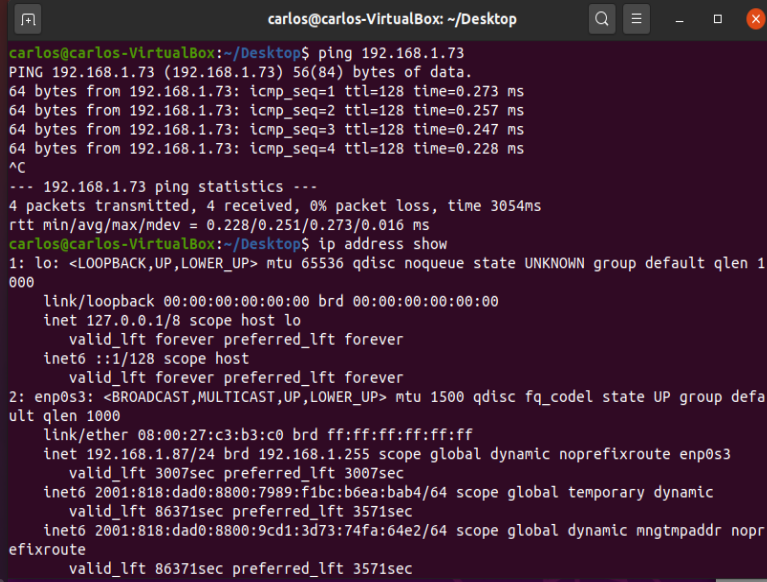 carlos@carlos-VirtualBox: ~/Desktop
carlos@carlos-VirtualBox:~/Desktop$ ping 192.168.1.73
PING 192.168.1.73 (192.168.1.73) 56(84) bytes of data.
64 bytes from 192.168.1.73: icmp_seq=1 ttl=128 time=0.273 ms
64 bytes from 192.168.1.73: icmp_seq=2 ttl=128 time=0.257 ms
64 bytes from 192.168.1.73: icmp_seq=3 ttl=128 time=0.247 ms
64 bytes from 192.168.1.73: icmp_seq=4 ttl=128 time=0.228 ms
^C
--- 192.168.1.73 ping statistics ---
4 packets transmitted, 4 received, 0% packet loss, time 3054ms
rtt min/avg/max/mdev = 0.228/0.251/0.273/0.016 ms
carlos@carlos-VirtualBox:~/Desktop$ ip address show
1: lo: <LOOPBACK,UP,LOWER_UP> mtu 65536 qdisc noqueue state UNKNOWN group default qlen 1
000
    link/loopback 00:00:00:00:00:00 brd 00:00:00:00:00:00
    inet 127.0.0.1/8 scope host lo
       valid_lft forever preferred_lft forever
    inet6 ::1/128 scope host
       valid_lft forever preferred_lft forever
2: enp0s3: <BROADCAST,MULTICAST,UP,LOWER_UP> mtu 1500 qdisc fq_codel state UP group defa
ult qlen 1000
    link/ether 08:00:27:c3:b3:c0 brd ff:ff:ff:ff:ff:ff
    inet 192.168.1.87/24 brd 192.168.1.255 scope global dynamic noprefixroute enp0s3
       valid_lft 3007sec preferred_lft 3007sec
    inet6 2001:818:dad0:8800:7989:f1bc:b6ea:bab4/64 scope global temporary dynamic
       valid_lft 86371sec preferred_lft 3571sec
    inet6 2001:818:dad0:8800:9cd1:3d73:74fa:64e2/64 scope global dynamic mngtmpaddr nopr
efixroute
       valid_lft 86371sec preferred_lft 3571sec